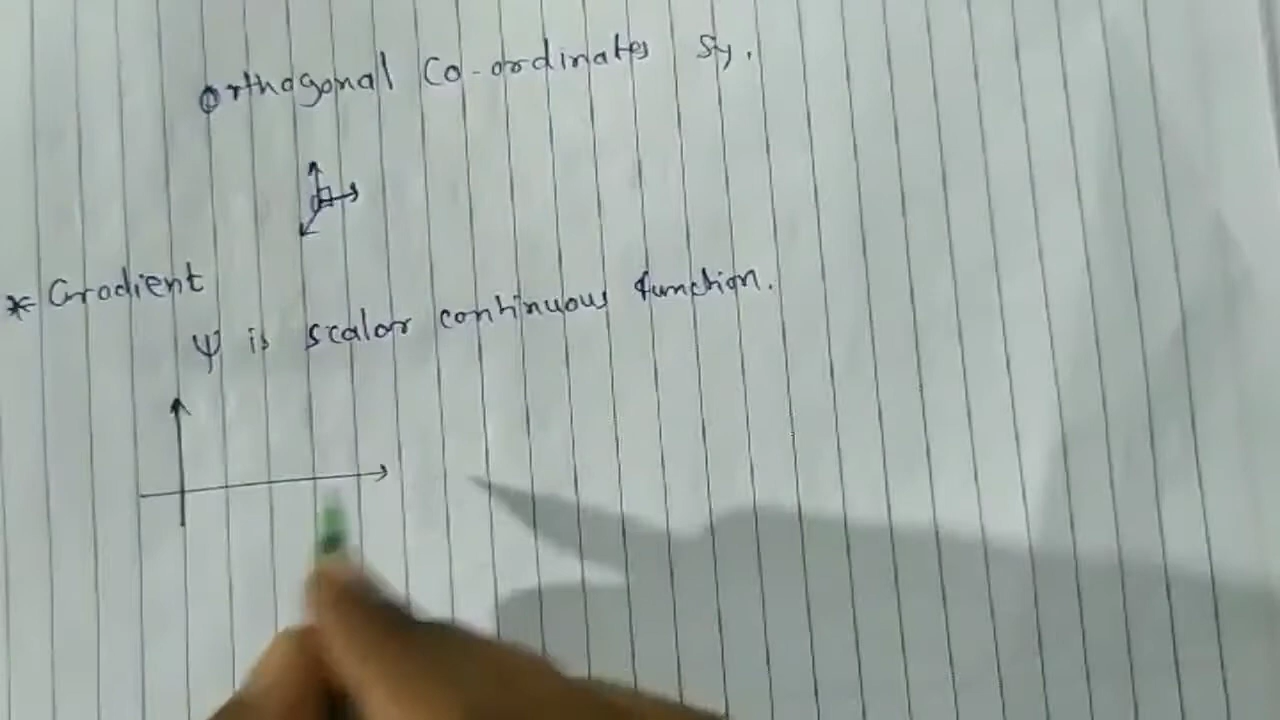 Orthogonal Co-ordinates Sy.
* Gradient
ψ is scalar continuous function.